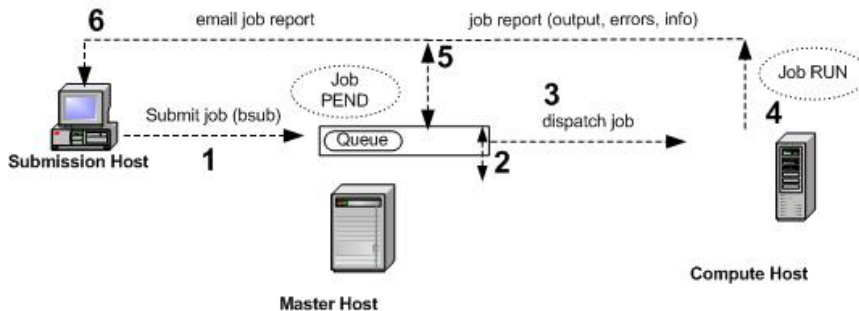 6
email job report
job report (output, errors, info)
5
Job
PEND
Job RUN
3
4
Submit job (bsub)
dispatch job
Queue
1
2
Submission Host
Compute Host
Master Host